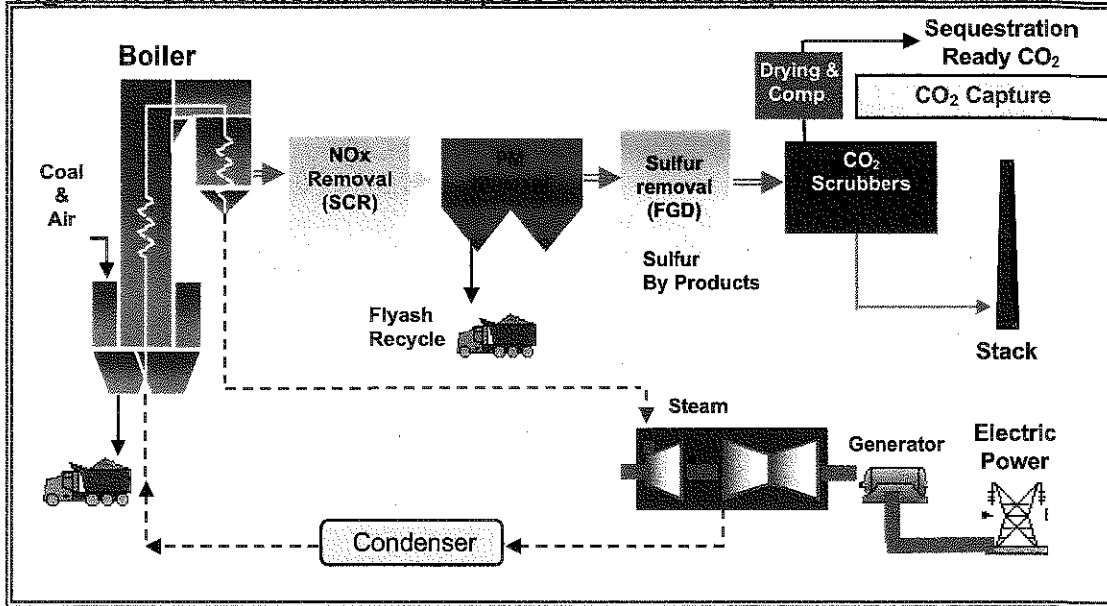 Boiler
Coal
&
Air
NOx
Removal
(SCR)
PM
Sulfur
removal
(FGD)
Sulfur
By Products
Flyash
Recycle
Drying &
Comp.
Sequestration
Ready CO₂
CO₂ Capture
CO₂
Scrubbers
Stack
Steam
Generator
Electric
Power
Condenser